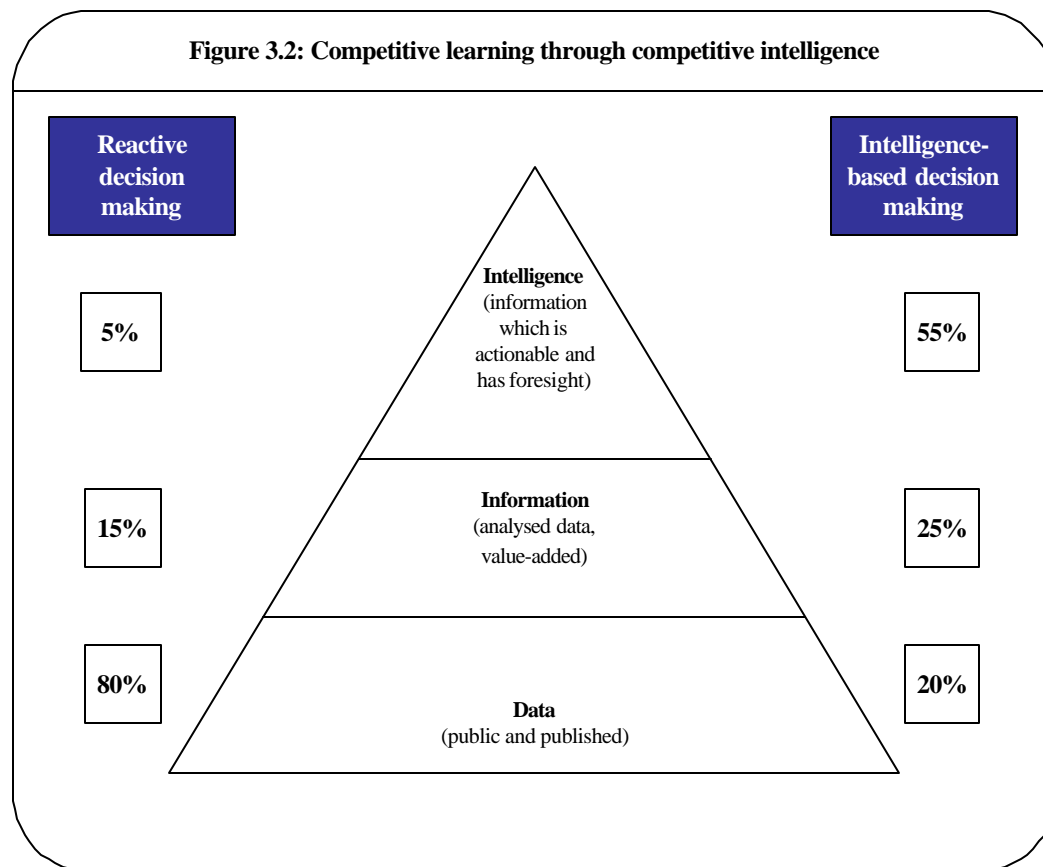 Figure 3.2: Competitive learning through competitive intelligence
Reactive
decision
making
Intelligence-
based decision
making
Intelligence
(information
which is
actionable and
has foresight)
5%
55%
Information
(analysed data,
value-added)
15%
25%
80%
20%
Data
(public and published)